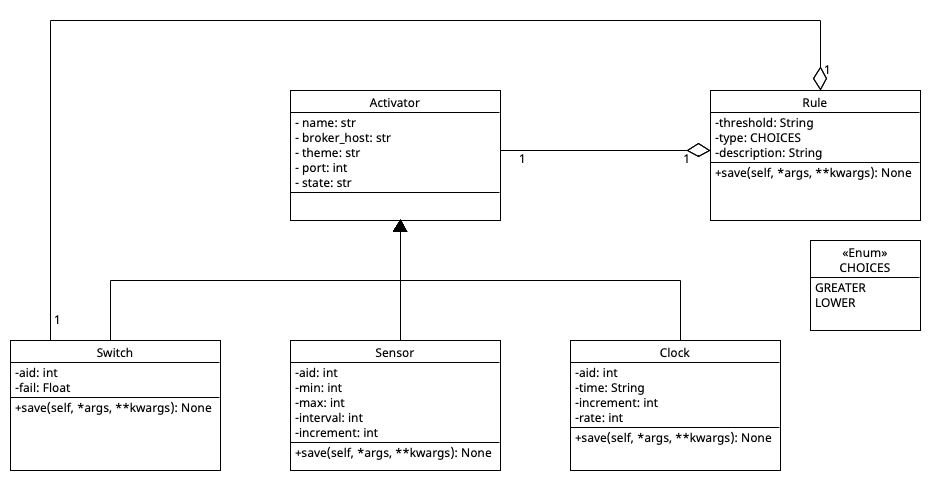 1
Activator
- name: str
- broker_host: str
- theme: str
- port: int
- state: str
1
1
Rule
-threshold: String
-type: CHOICES
-description: String
+save(self, *args, **kwargs): None
«Enum»
CHOICES
GREATER
LOWER
1
Switch
-aid: int
-fail: Float
+save(self, *args, **kwargs): None
Sensor
-aid: int
-min: int
-max: int
-interval: int
-increment: int
+save(self, *args, **kwargs): None
Clock
-aid: int
-time: String
-increment: int
-rate: int
+save(self, *args, **kwargs): None